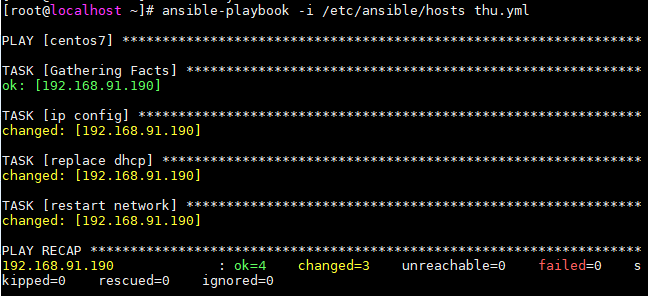 [root@localhost ~]# ansible-playbook -i /etc/ansible/hosts thu.yml
PLAY [centos7] *****************************************************************
TASK [Gathering Facts] *********************************************************
ok: [192.168.91.190]
TASK [ip config] ***************************************************************
changed: [192.168.91.190]
TASK [replace dhcp] ************************************************************
changed: [192.168.91.190]
TASK [restart network] *********************************************************
changed: [192.168.91.190]
PLAY RECAP *********************************************************************
192.168.91.190             : ok=4    changed=3    unreachable=0    failed=0    s
kipped=0    rescued=0    ignored=0